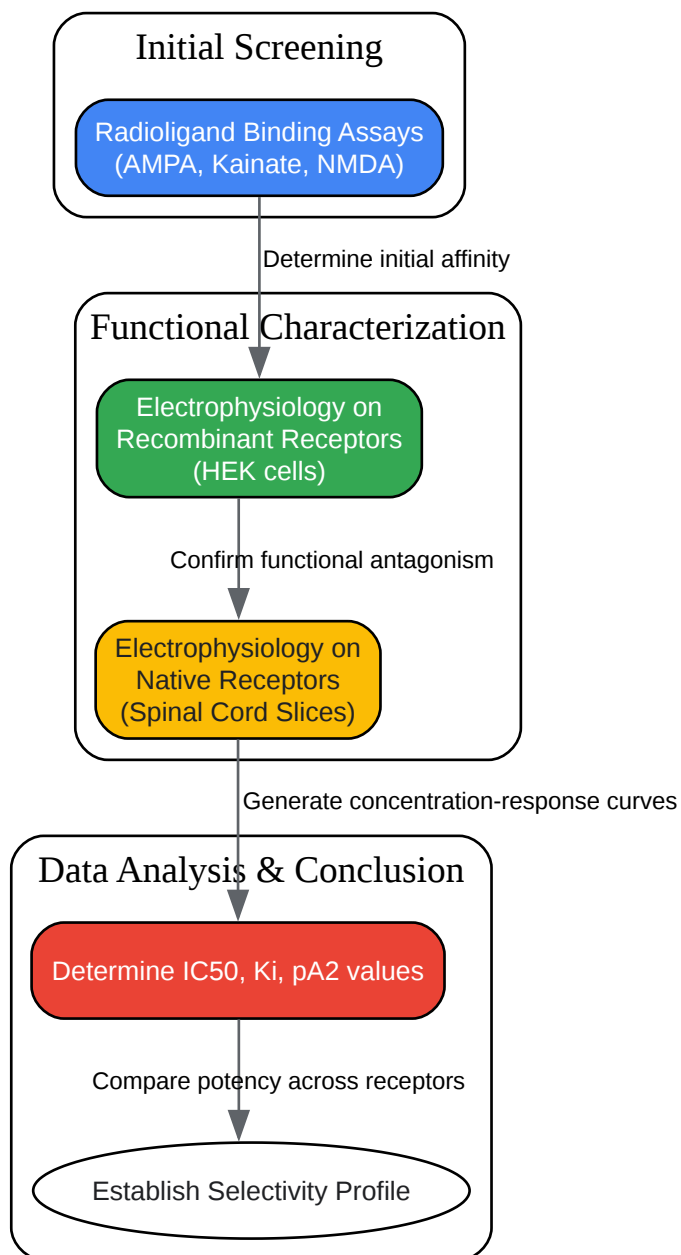 Initial Screening
Radioligand Binding Assays
(AMPA, Kainate, NMDA)
Determine initial affinity
Functional Characterization
Electrophysiology on
Recombinant Receptors
(HEK cells)
Confirm functional antagonism
Electrophysiology on
Native Receptors
(Spinal Cord Slices)
Generate concentration-response curves
Data Analysis & Conclusion
Determine IC50, Ki, pA2 values
Compare potency across receptors
Establish Selectivity Profile